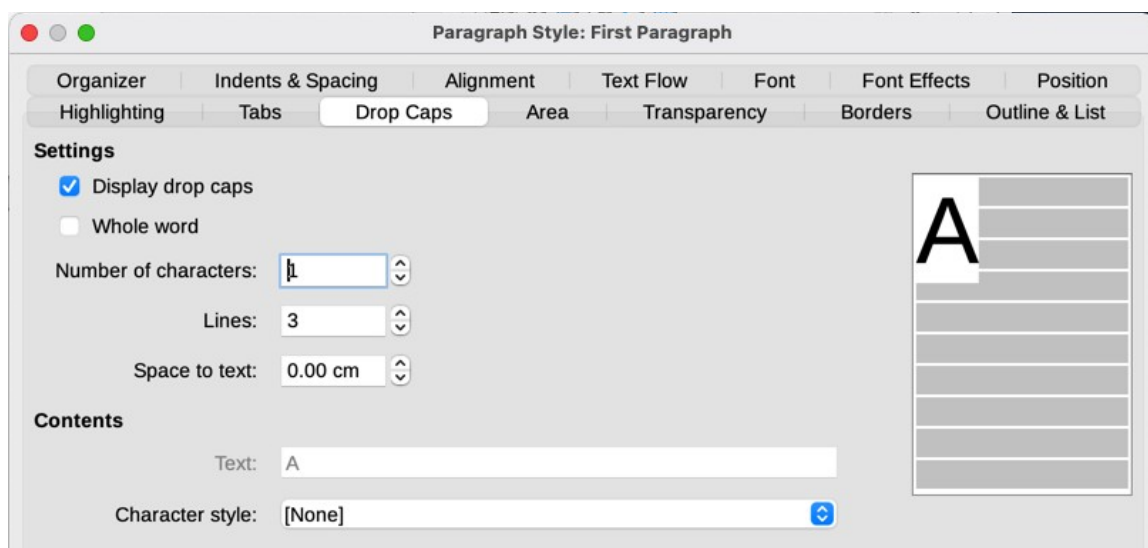 Paragraph Style: First Paragraph
Organizer Indents & Spacing Alignment Text Flow Font Font Effects Position
Highlighting Tabs Drop Caps Area Transparency Borders Outline & List
Settings
Display drop caps
Whole word
Number of characters: 1
Lines: 3
Space to text: 0.00 cm
Contents
Text: A
Character style: [None]
A